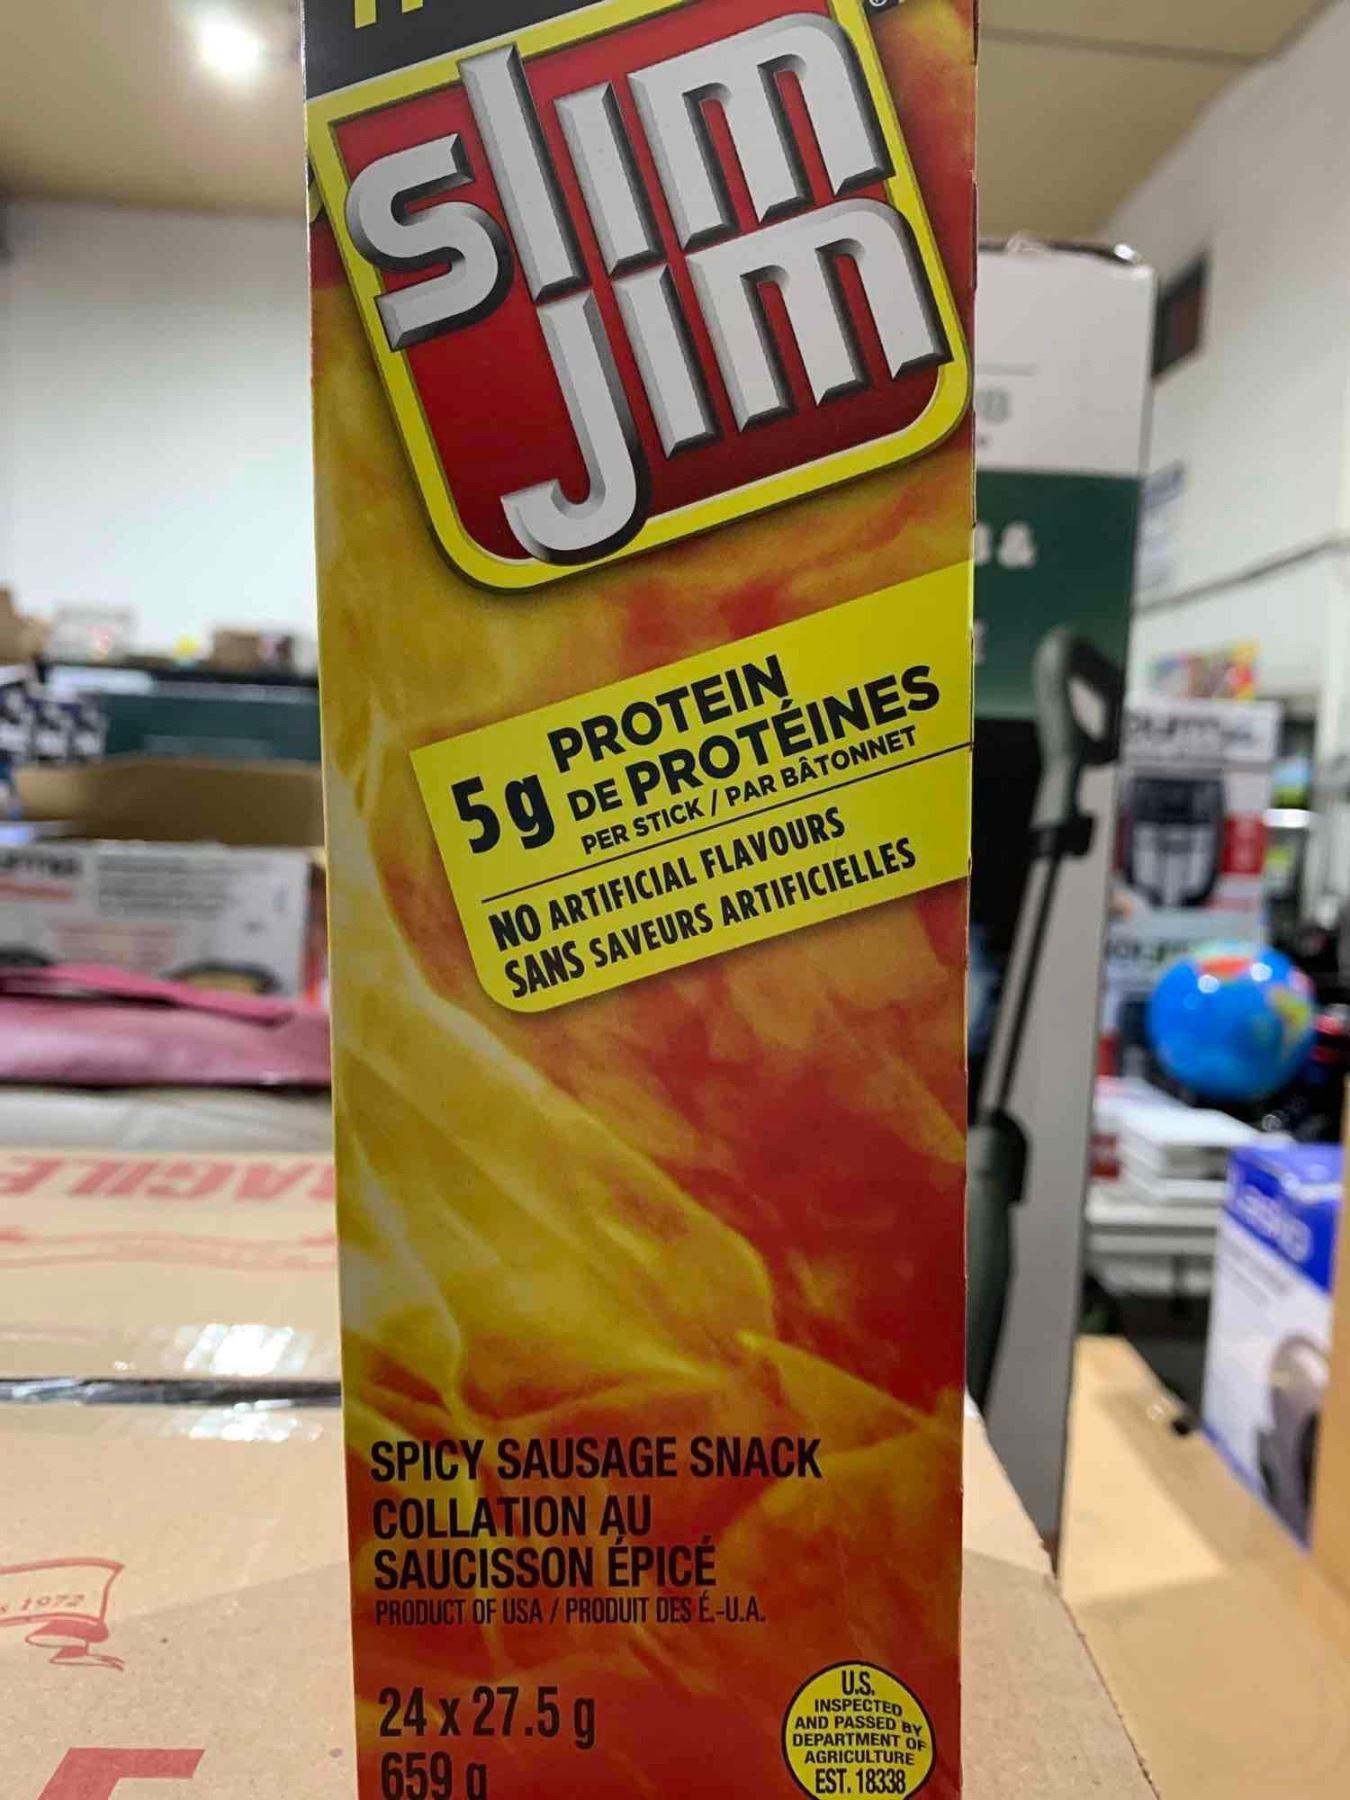 slim
jim
5g PROTEIN
DE PROTÉINES
PER STICK / PAR BÂTONNET
NO ARTIFICIAL FLAVOURS
SANS SAVEURS ARTIFICIELLES
SPICY SAUSAGE SNACK
COLLATION AU
SAUCISSON ÉPICÉ
PRODUCT OF USA / PRODUIT DES É.-U.A.
24 x 27.5 g
659 g
U.S.
INSPECTED
AND PASSED BY
DEPARTMENT OF
AGRICULTURE
EST. 18338
&
1972